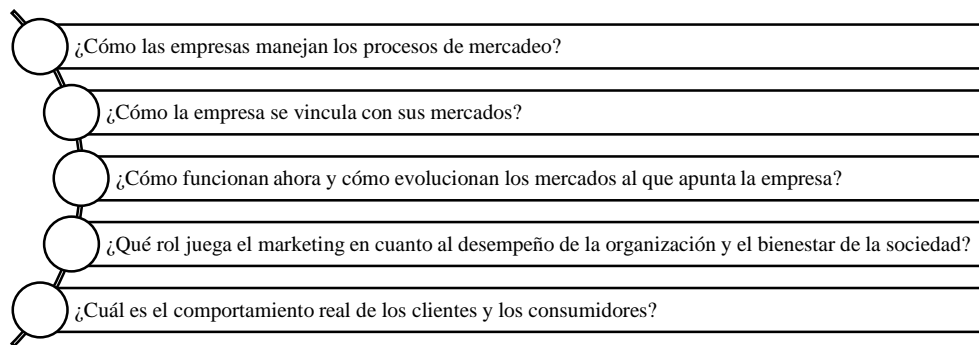 ¿Cómo las empresas manejan los procesos de mercadeo?
¿Cómo la empresa se vincula con sus mercados?
¿Cómo funcionan ahora y cómo evolucionan los mercados al que apunta la empresa?
¿Qué rol juega el marketing en cuanto al desempeño de la organización y el bienestar de la sociedad?
¿Cuál es el comportamiento real de los clientes y los consumidores?